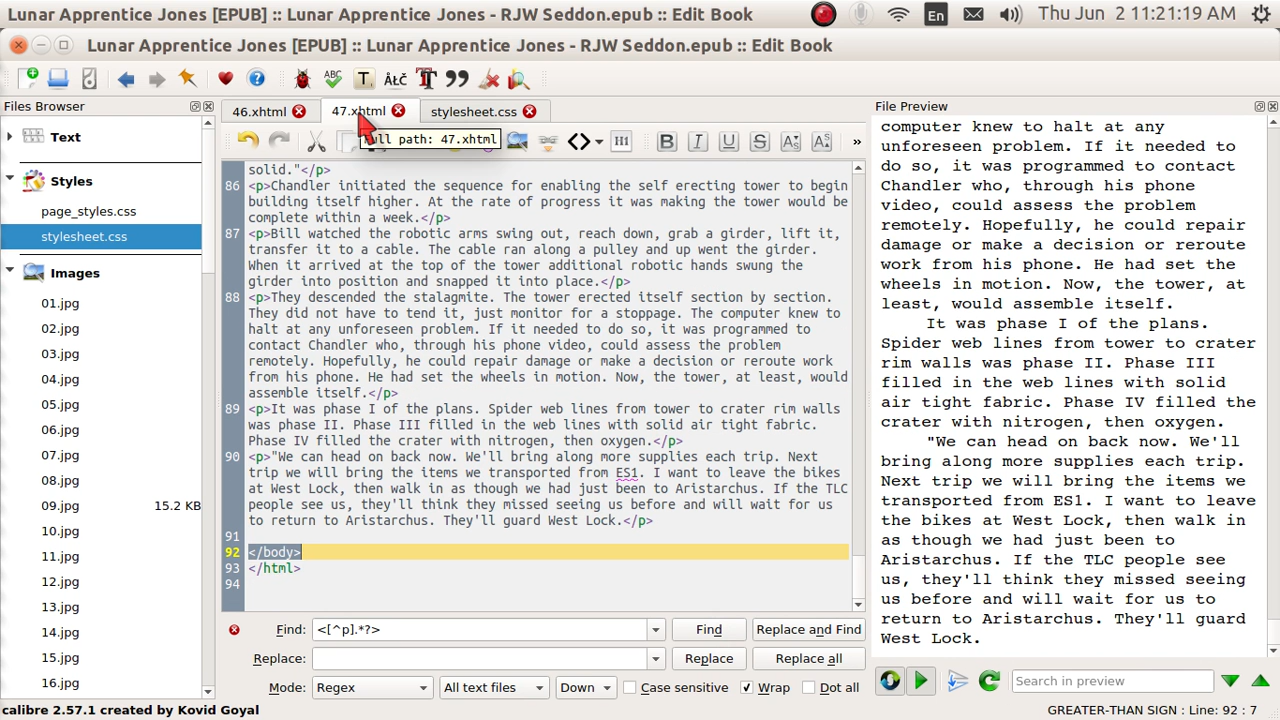 Lunar Apprentice Jones [EPUB] :: Lunar Apprentice Jones - RJW Seddon.epub :: Edit Book
En
Thu Jun 2 11:21:19 AM
Lunar Apprentice Jones [EPUB] :: Lunar Apprentice Jones - RJW Seddon.epub :: Edit Book
Files Browser
Text
Styles
page_styles.css
stylesheet.css
Images
01.jpg
02.jpg
03.jpg
04.jpg
05.jpg
06.jpg
07.jpg
08.jpg
09.jpg 15.2 KB
10.jpg
11.jpg
12.jpg
13.jpg
14.jpg
15.jpg
16.jpg
46.xhtml
47.xhtml
stylesheet.css
Full path: 47.xhtml
H1
B I U S
solid."</p>
86 <p>Chandler initiated the sequence for enabling the self erecting tower to begin
building itself higher. At the rate of progress it was making the tower would be
complete within a week.</p>
87 <p>Bill watched the robotic arms swing out, reach down, grab a girder, lift it,
transfer it to a cable. The cable ran along a pulley and up went the girder.
When it arrived at the top of the tower additional robotic hands swung the
girder into position and snapped it into place.</p>
88 <p>They descended the stalagmite. The tower erected itself section by section.
They did not have to tend it, just monitor for a stoppage. The computer knew to
halt at any unforeseen problem. If it needed to do so, it was programmed to
contact Chandler who, through his phone video, could assess the problem
remotely. Hopefully, he could repair damage or make a decision or reroute work
from his phone. He had set the wheels in motion. Now, the tower, at least, would
assemble itself.</p>
89 <p>It was phase I of the plans. Spider web lines from tower to crater rim walls
was phase II. Phase III filled in the web lines with solid air tight fabric.
Phase IV filled the crater with nitrogen, then oxygen.</p>
90 <p>"We can head on back now. We'll bring along more supplies each trip. Next
trip we will bring the items we transported from ES1. I want to leave the bikes
at West Lock, then walk in as though we had just been to Aristarchus. If the TLC
people see us, they'll think they missed seeing us before and will wait for us
to return to Aristarchus. They'll guard West Lock.</p>
91
92 </body>
93 </html>
94
Find: <[^p].*?> Find Replace and Find
Replace: Replace Replace all
Mode: Regex All text files Down Case sensitive Wrap Dot all
File Preview
computer knew to halt at any
unforeseen problem. If it needed to
do so, it was programmed to contact
Chandler who, through his phone
video, could assess the problem
remotely. Hopefully, he could repair
damage or make a decision or reroute
work from his phone. He had set the
wheels in motion. Now, the tower, at
least, would assemble itself.
It was phase I of the plans.
Spider web lines from tower to crater
rim walls was phase II. Phase III
filled in the web lines with solid
air tight fabric. Phase IV filled the
crater with nitrogen, then oxygen.
"We can head on back now. We'll
bring along more supplies each trip.
Next trip we will bring the items we
transported from ES1. I want to leave
the bikes at West Lock, then walk in
as though we had just been to
Aristarchus. If the TLC people see
us, they'll think they missed seeing
us before and will wait for us to
return to Aristarchus. They'll guard
West Lock.
Search in preview
calibre 2.57.1 created by Kovid Goyal
GREATER-THAN SIGN : Line: 92 : 7